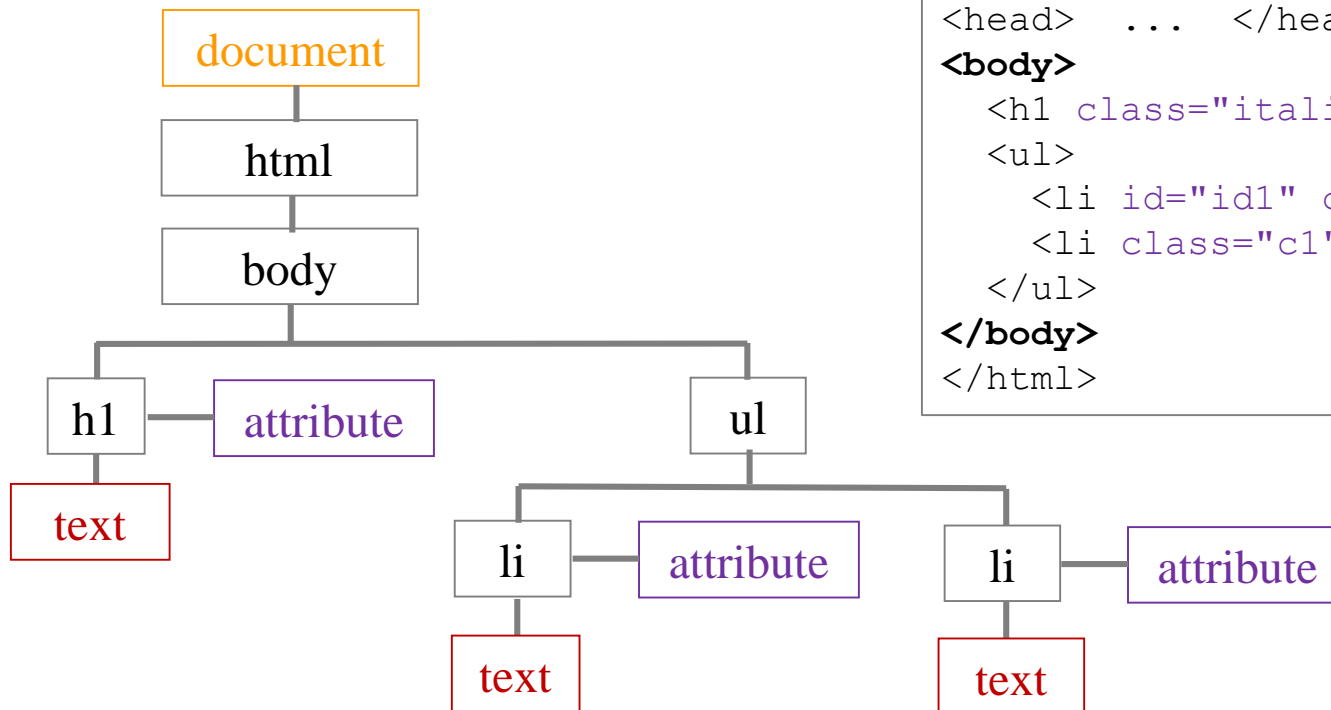 document
html
body
h1
attribute
ul
text
li
attribute
li
attribute
text
text
<head> ... </hea
<body>
<h1 class="itali
<ul>
<li id="id1"
<li class="c1"
</ul>
</body>
</html>